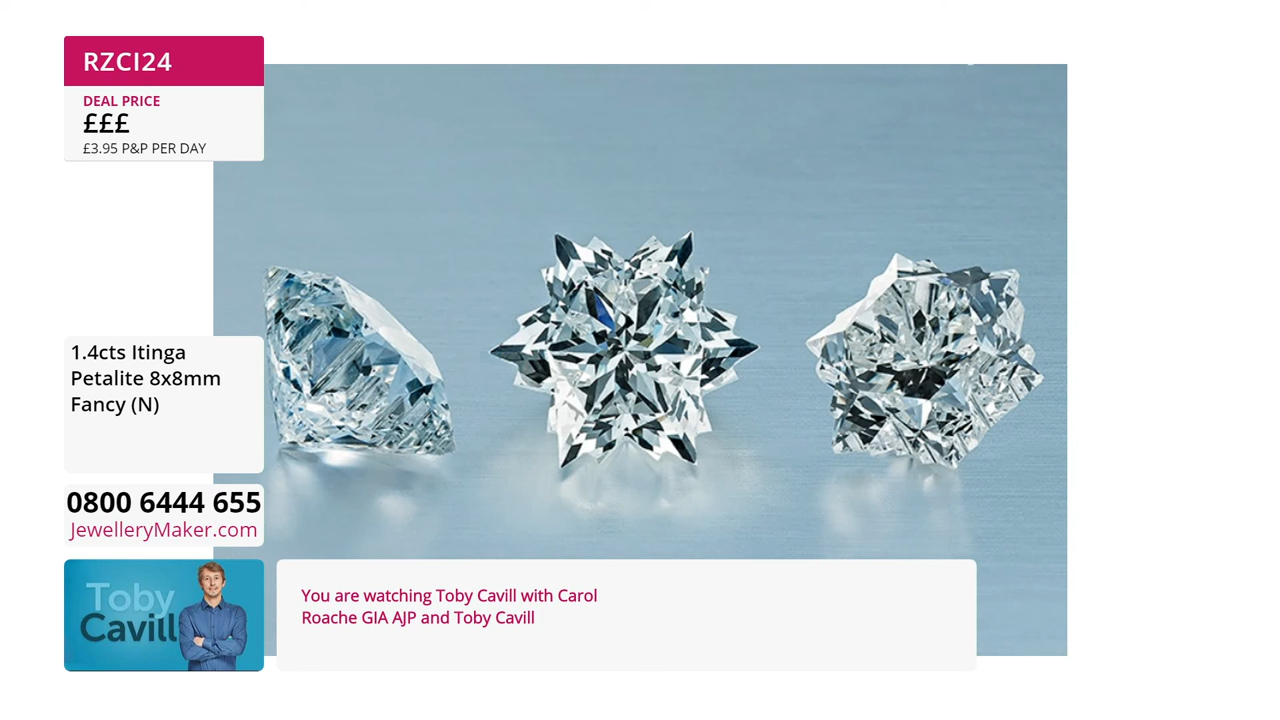 RZCI24
DEAL PRICE
£££
£3.95 P&P PER DAY
1.4cts Itinga
Petalite 8x8mm
Fancy (N)
0800 6444 655
JewelleryMaker.com
Toby
Cavill
You are watching Toby Cavill with Carol
Roache GIA AJP and Toby Cavill